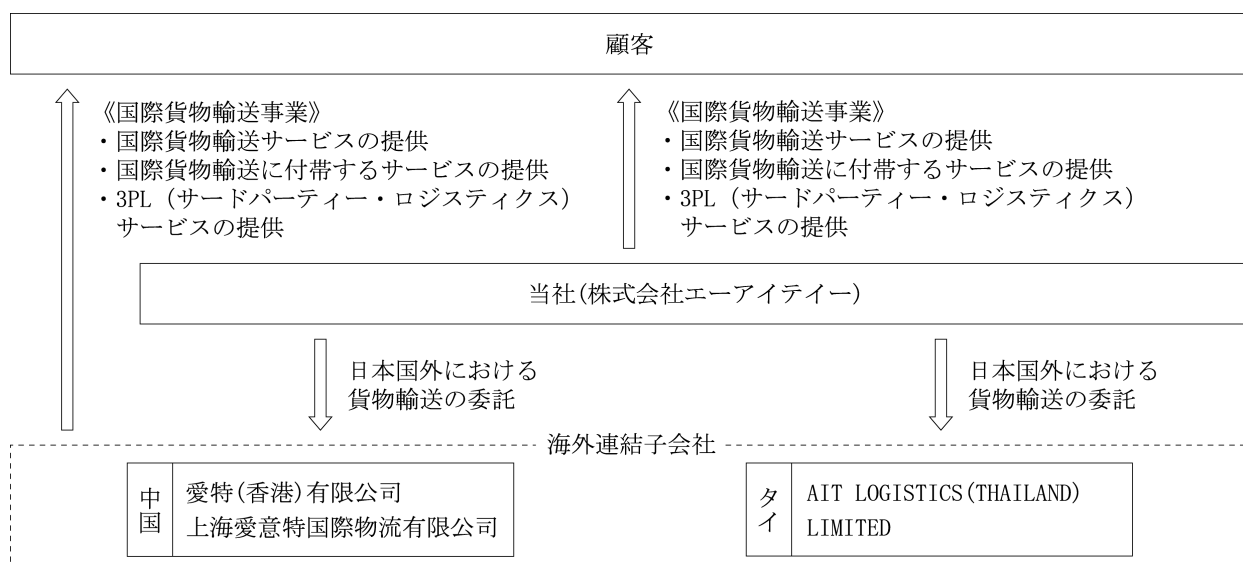 顧客
《国際貨物輸送事業》
・国際貨物輸送サービスの提供
・国際貨物輸送に付帯するサービスの提供
・3PL（サードパーティー・ロジスティクス）
サービスの提供
《国際貨物輸送事業》
・国際貨物輸送サービスの提供
・国際貨物輸送に付帯するサービスの提供
・3PL（サードパーティー・ロジスティクス）
サービスの提供
当社(株式会社エーアイテイー)
日本国外における
貨物輸送の委託
日本国外における
貨物輸送の委託
海外連結子会社
中国
愛特(香港)有限公司
上海愛意特国際物流有限公司
タイ
AIT LOGISTICS(THAILAND)
LIMITED